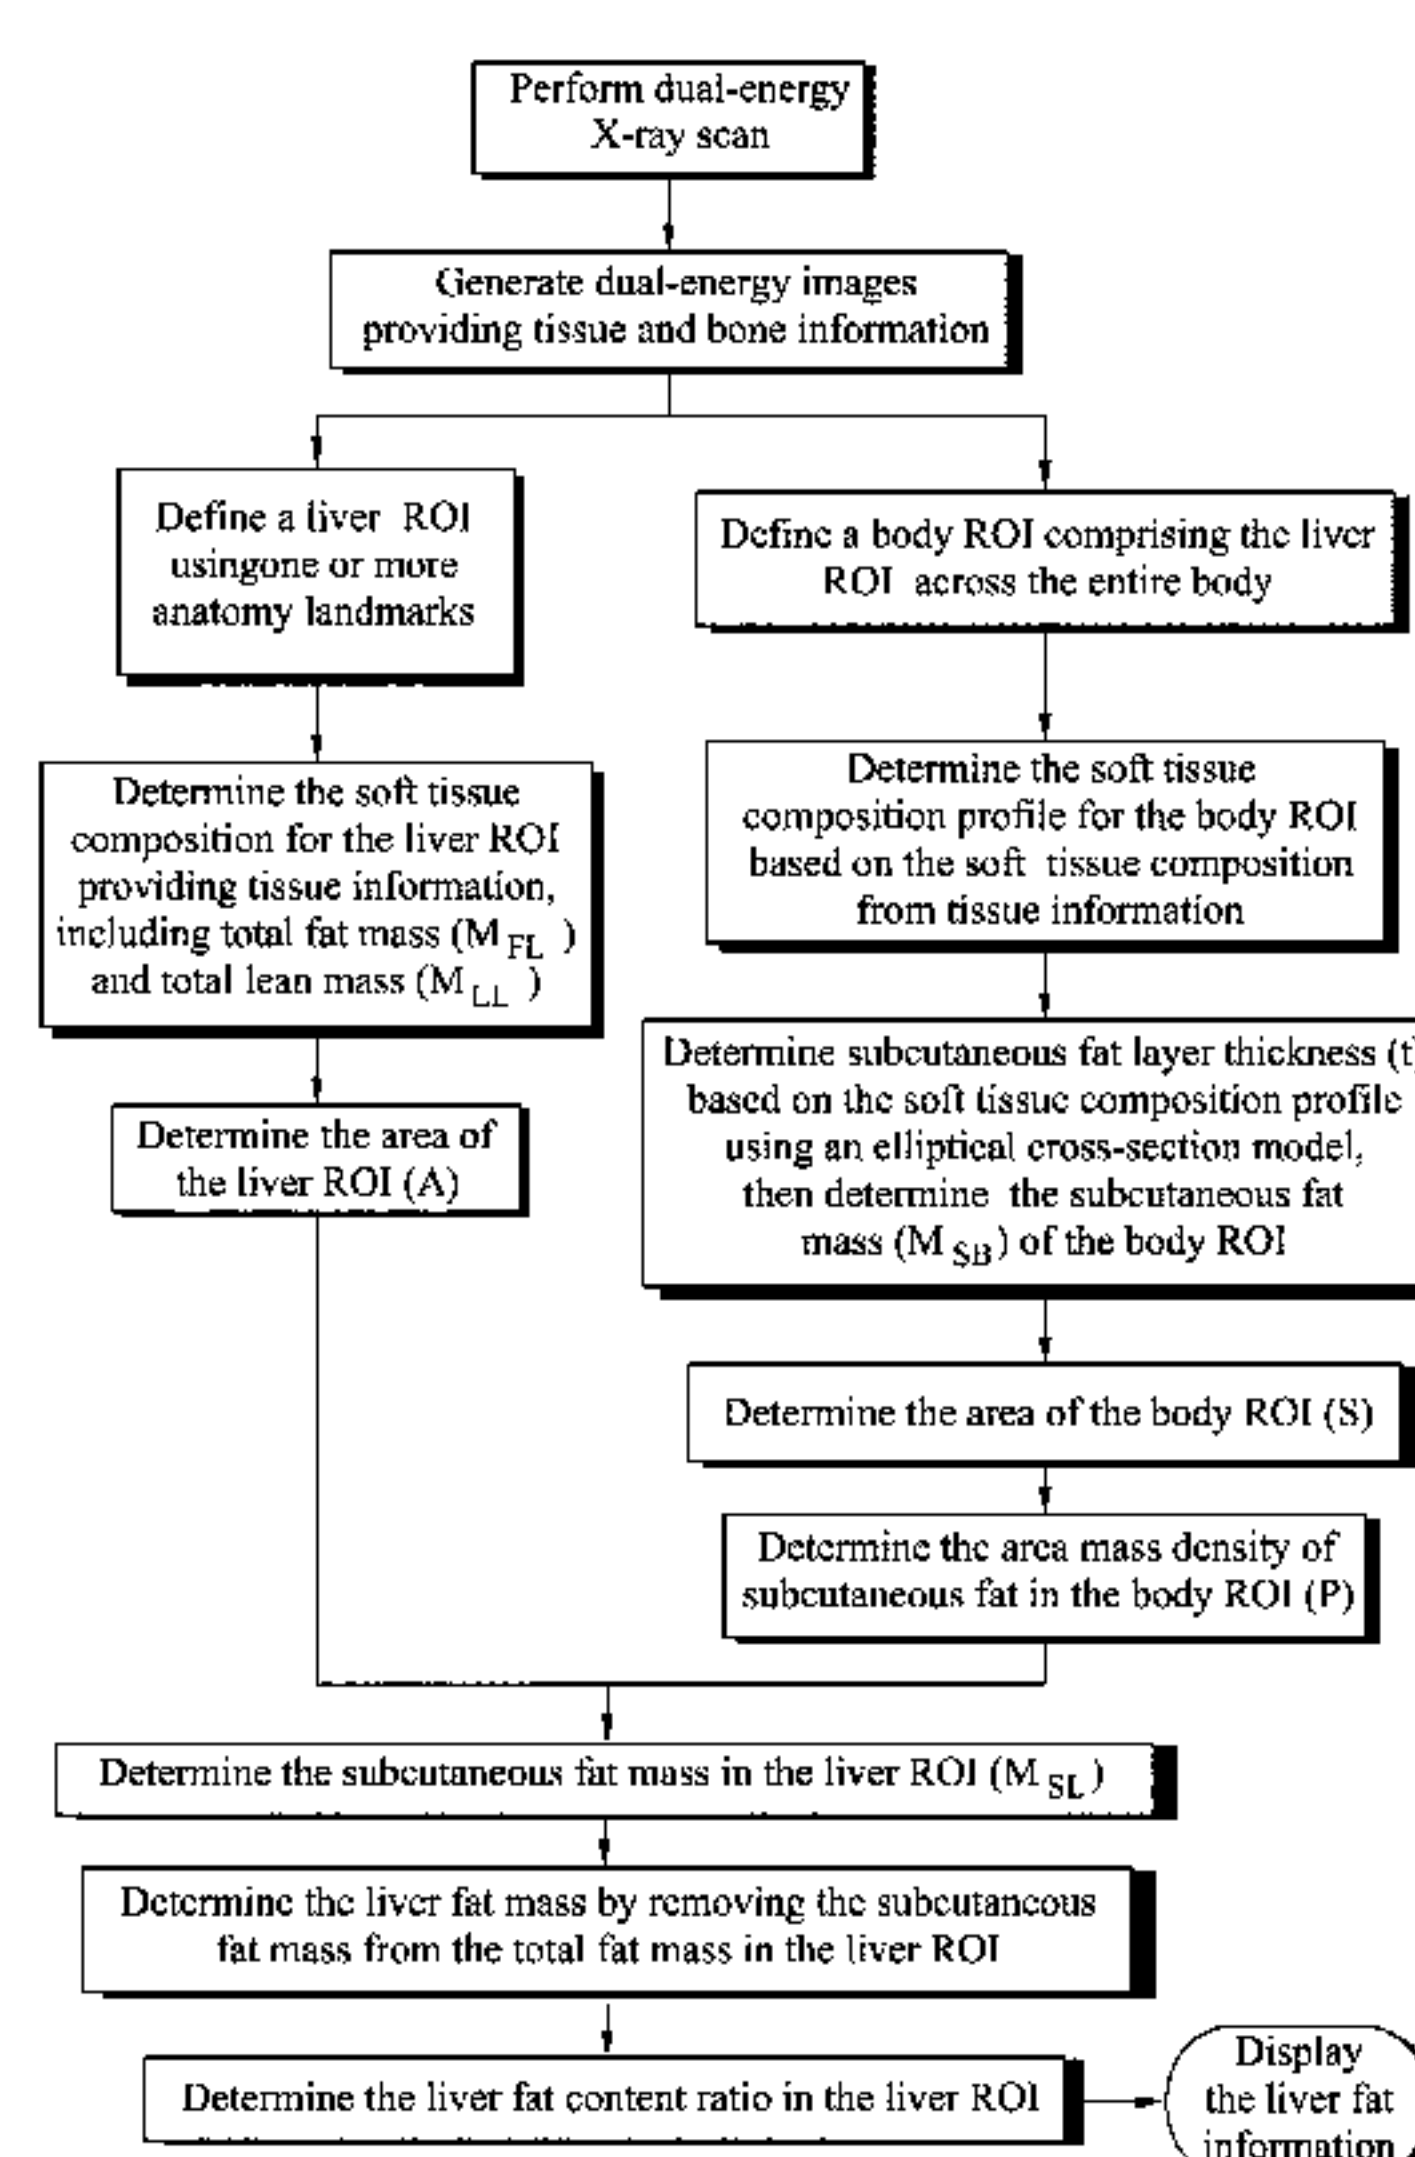 Perform dual-energy
X-ray scan
Generate dual-energy images
providing tissue and bone information
Define a liver ROI
usingone or more
anatomy landmarks
Define a body ROI comprising the liver
ROI across the entire body
Determine the soft tissue
composition for the liver ROI
providing tissue information,
including total fat mass (M FL )
and total lean mass (M LL )
Determine the soft tissue
composition profile for the body ROI
based on the soft tissue composition
from tissue information
Determine the area of
the liver ROI (A)
Determine subcutaneous fat layer thickness (t)
based on the soft tissue composition profile
using an elliptical cross-section model,
then determine the subcutaneous fat
mass (M SB) of the body ROI
Determine the area of the body ROI (S)
Determine the area mass density of
subcutaneous fat in the body ROI (P)
Determine the subcutaneous fat mass in the liver ROI (M SL )
Determine the liver fat mass by removing the subcutaneous
fat mass from the total fat mass in the liver ROI
Determine the liver fat content ratio in the liver ROI
Display
the liver fat
information